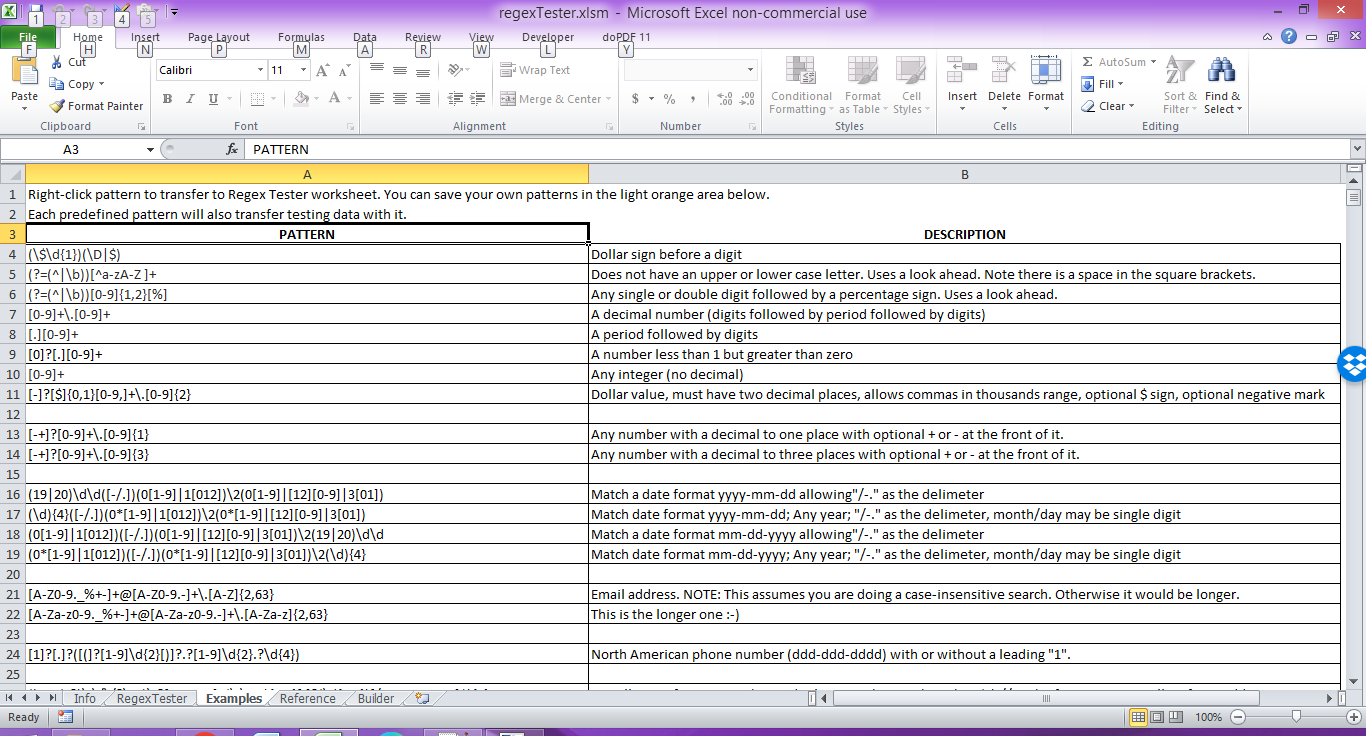 regexTester.xlsm - Microsoft Excel non-commercial use
1 2 3 4 5
File Home Insert Page Layout Formulas Data Review View Developer doPDF 11
F H N P M A R W L Y
Paste
Cut
Copy
Format Painter
Clipboard
Calibri 11
B I U
Font
Wrap Text
Merge & Center
Alignment
$ % ,
Number
Conditional Formatting
Format as Table
Cell Styles
Styles
Insert Delete Format
Cells
Σ AutoSum
Fill
Clear
Sort & Filter
Find & Select
Editing
A3 fx PATTERN
A B
1 Right-click pattern to transfer to Regex Tester worksheet. You can save your own patterns in the light orange area below.
2 Each predefined pattern will also transfer testing data with it.
3 PATTERN DESCRIPTION
4 (\$\d{1})(\D|$) Dollar sign before a digit
5 (?=(^|\b))[^a-zA-Z ]+ Does not have an upper or lower case letter. Uses a look ahead. Note there is a space in the square brackets.
6 (?=(^|\b))[0-9]{1,2}[%] Any single or double digit followed by a percentage sign. Uses a look ahead.
7 [0-9]+\.[0-9]+ A decimal number (digits followed by period followed by digits)
8 [.][0-9]+ A period followed by digits
9 [0]?[.][0-9]+ A number less than 1 but greater than zero
10 [0-9]+ Any integer (no decimal)
11 [-]?[$]{0,1}[0-9,]+\.[0-9]{2} Dollar value, must have two decimal places, allows commas in thousands range, optional $ sign, optional negative mark
12
13 [-+]?[0-9]+\.[0-9]{1} Any number with a decimal to one place with optional + or - at the front of it.
14 [-+]?[0-9]+\.[0-9]{3} Any number with a decimal to three places with optional + or - at the front of it.
15
16 (19|20)\d\d([-/.])(0[1-9]|1[012])\2(0[1-9]|[12][0-9]|3[01]) Match a date format yyyy-mm-dd allowing"/-." as the delimeter
17 (\d){4}([-/.])(0*[1-9]|1[012])\2(0*[1-9]|[12][0-9]|3[01]) Match date format yyyy-mm-dd; Any year; "/-." as the delimeter, month/day may be single digit
18 (0[1-9]|1[012])([-/.])(0[1-9]|[12][0-9]|3[01])\2(19|20)\d\d Match a date format mm-dd-yyyy allowing"/-." as the delimeter
19 (0*[1-9]|1[012])([-/.])(0*[1-9]|[12][0-9]|3[01])\2(\d){4} Match date format mm-dd-yyyy; Any year; "/-." as the delimeter, month/day may be single digit
20
21 [A-Z0-9._%+-]+@[A-Z0-9.-]+\.[A-Z]{2,63} Email address. NOTE: This assumes you are doing a case-insensitive search. Otherwise it would be longer.
22 [A-Za-z0-9._%+-]+@[A-Za-z0-9.-]+\.[A-Za-z]{2,63} This is the longer one :-)
23
24 [1]?[.]?([(]?[1-9]\d{2}[)]?.?[1-9]\d{2}.?\d{4}) North American phone number (ddd-ddd-dddd) with or without a leading "1".
25
Info RegexTester Examples Reference Builder
Ready 100%